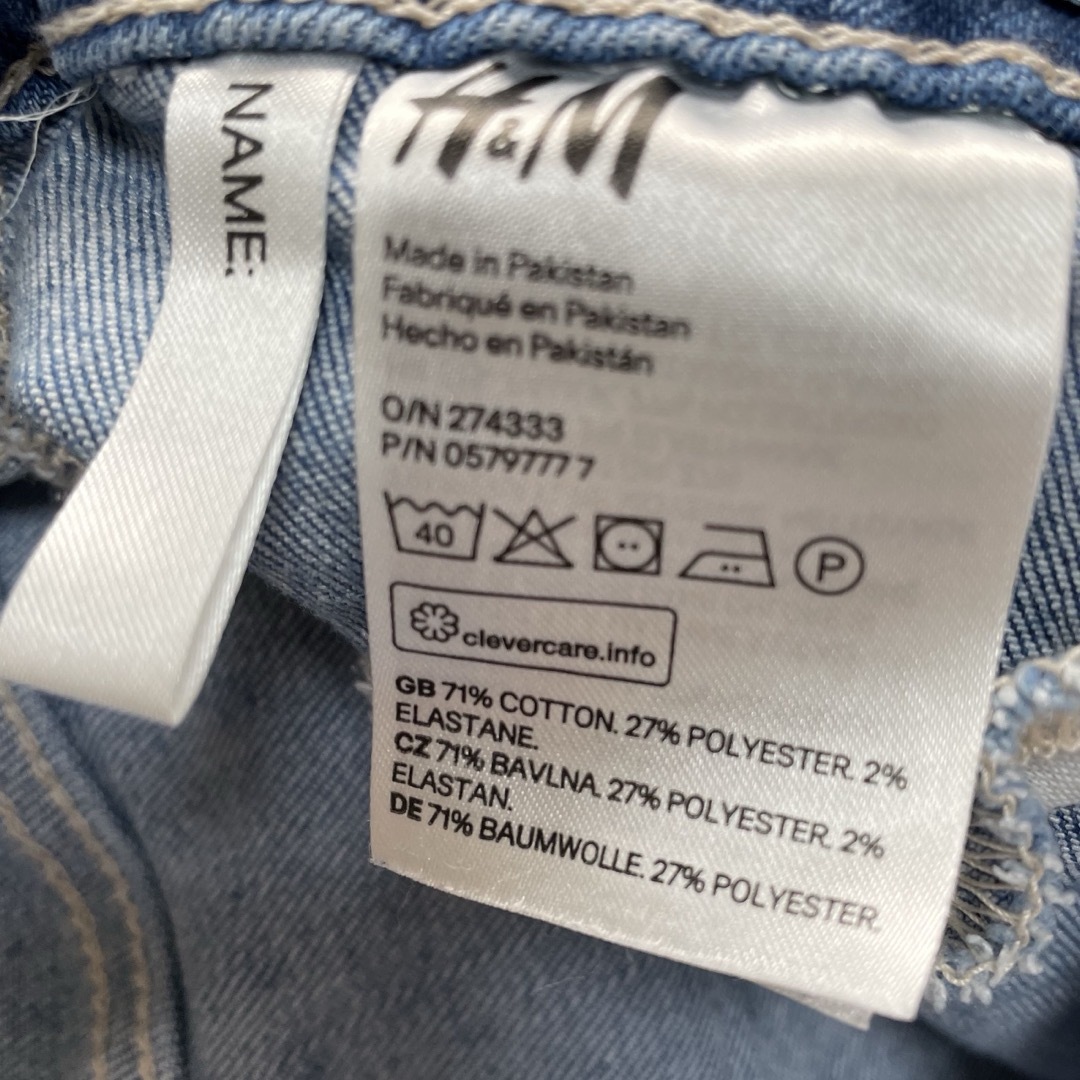 NAME:
H&M
Made in Pakistan
Fabriqué en Pakistan
Hecho en Pakistán
O/N 274333
P/N 0579777 7
40
P
clevercare.info
GB 71% COTTON. 27% POLYESTER. 2%
ELASTANE.
CZ 71% BAVLNA. 27% POLYESTER. 2%
ELASTAN.
DE 71% BAUMWOLLE. 27% POLYESTER.